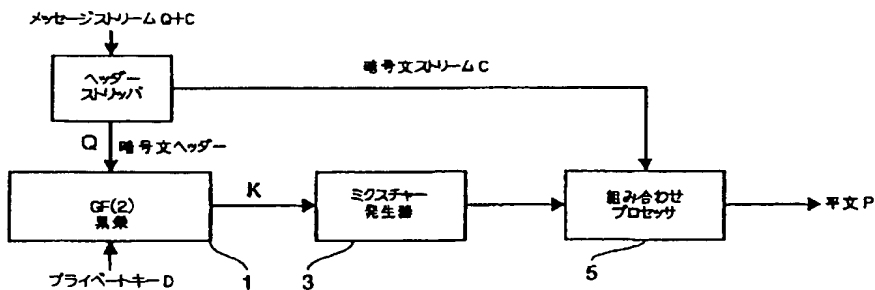 メッセージストリーム Q+C
ヘッダー
ストリッパ
暗号文ストリーム C
Q
暗号文ヘッダー
GF(2)
累乗
K
ミクスチャー
発生器
組み合わせ
プロセッサ
平文 P
プライベートキー D
1
3
5